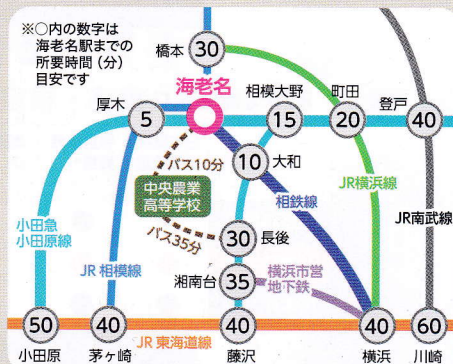 ※○内の数字は
海老名駅までの
所要時間(分)
目安です
橋本
30
海老名
厚木
5
相模大野
15
町田
20
登戸
40
バス10分
中央農業
高等学校
バス35分
10
大和
相鉄線
JR横浜線
JR南武線
小田急
小田原線
JR 相模線
30
長後
湘南台
35
横浜市営
地下鉄
50
40
40
40
60
JR 東海道線
小田原
茅ヶ崎
藤沢
横浜
川崎